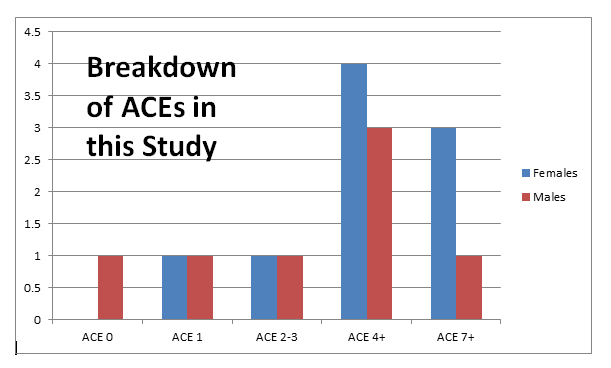 Breakdown
of ACEs in
this Study
4.5
4
3.5
3
2.5
2
1.5
1
0.5
0
ACE 0 ACE 1 ACE 2-3 ACE 4+ ACE 7+
Females
Males